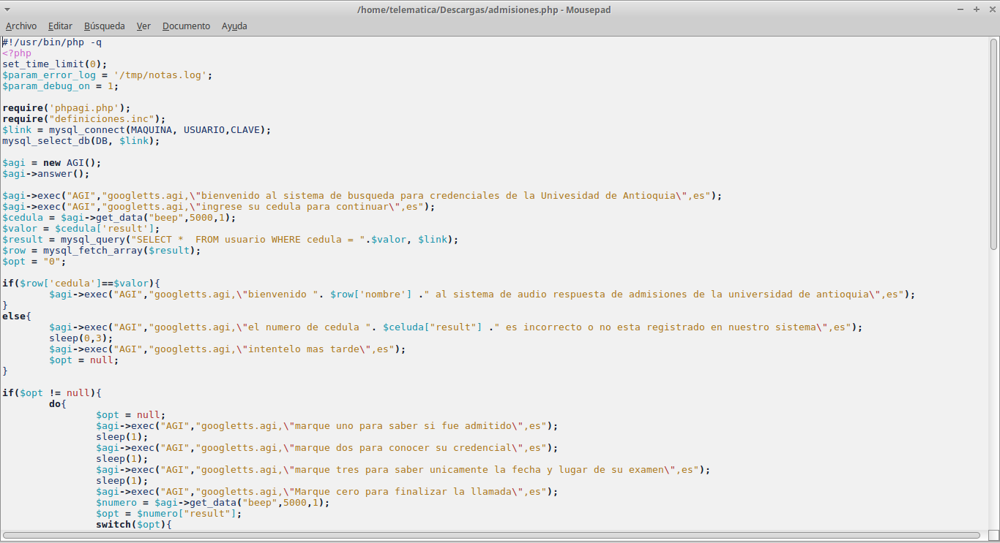 /home/telematica/Descargas/admisiones.php - Mousepad
Archivo Editar Búsqueda Ver Documento Ayuda
#!/usr/bin/php -q
<?php
set_time_limit(0);
$param_error_log = '/tmp/notas.log';
$param_debug_on = 1;

require('phpagi.php');
require("definiciones.inc");
$link = mysql_connect(MAQUINA, USUARIO,CLAVE);
mysql_select_db(DB, $link);

$agi = new AGI();
$agi->answer();

$agi->exec("AGI","googletts.agi,\"bienvenido al sistema de busqueda para credenciales de la Univesidad de Antioquia\",es");
$agi->exec("AGI","googletts.agi,\"ingrese su cedula para continuar\",es");
$cedula = $agi->get_data("beep",5000,1);
$valor = $cedula['result'];
$result = mysql_query("SELECT *  FROM usuario WHERE cedula = ".$valor, $link);
$row = mysql_fetch_array($result);
$opt = "0";

if($row['cedula']==$valor){
        $agi->exec("AGI","googletts.agi,\"bienvenido ". $row['nombre'] ." al sistema de audio respuesta de admisiones de la universidad de antioquia\",es");
}
else{
        $agi->exec("AGI","googletts.agi,\"el numero de cedula ". $celuda["result"] ." es incorrecto o no esta registrado en nuestro sistema\",es");
        sleep(0,3);
        $agi->exec("AGI","googletts.agi,\"intentelo mas tarde\",es");
        $opt = null;
}

if($opt != null){
        do{
                $opt = null;
                $agi->exec("AGI","googletts.agi,\"marque uno para saber si fue admitido\",es");
                sleep(1);
                $agi->exec("AGI","googletts.agi,\"marque dos para conocer su credencial\",es");
                sleep(1);
                $agi->exec("AGI","googletts.agi,\"marque tres para saber unicamente la fecha y lugar de su examen\",es");
                sleep(1);
                $agi->exec("AGI","googletts.agi,\"Marque cero para finalizar la llamada\",es");
                $numero = $agi->get_data("beep",5000,1);
                $opt = $numero["result"];
                switch($opt){